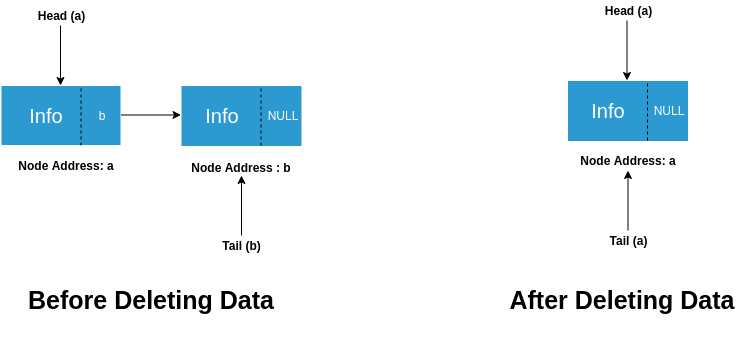 Head (a)
Info
b
Node Address: a
Info
NULL
Node Address : b
Tail (b)
Before Deleting Data
Head (a)
Info
NULL
Node Address: a
Tail (a)
After Deleting Data